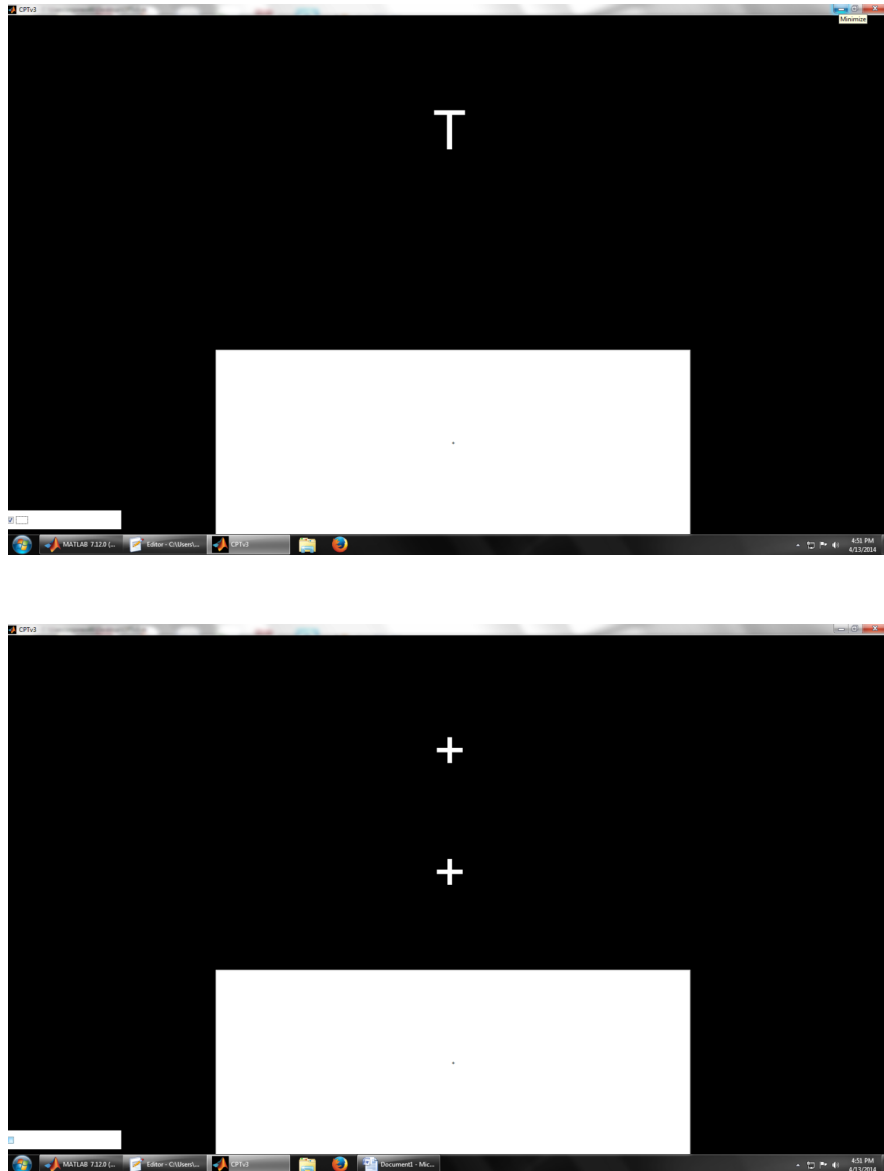 CPTv3
Minimize
T
MATLAB 7.12.0 (...
Editor - C:\Users\...
CPTv3
4:51 PM
4/13/2014
CPTv3
+
+
MATLAB 7.12.0 (...
Editor - C:\Users\...
CPTv3
Document1 - Mic...
4:51 PM
4/13/2014